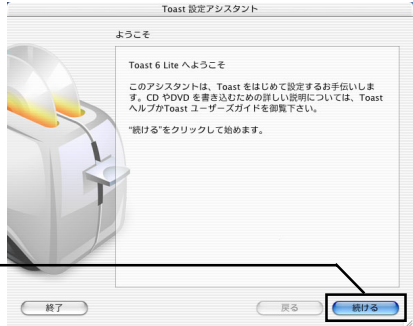 Toast 設定アシスタント
ようこそ
Toast 6 Lite へようこそ
このアシスタントは、Toast をはじめて設定するお手伝いしま
す。CD やDVD を書き込むための詳しい説明については、Toast
ヘルプかToast ユーザーズガイドを御覧下さい。
"続ける"をクリックして始めます。
終了
戻る
続ける